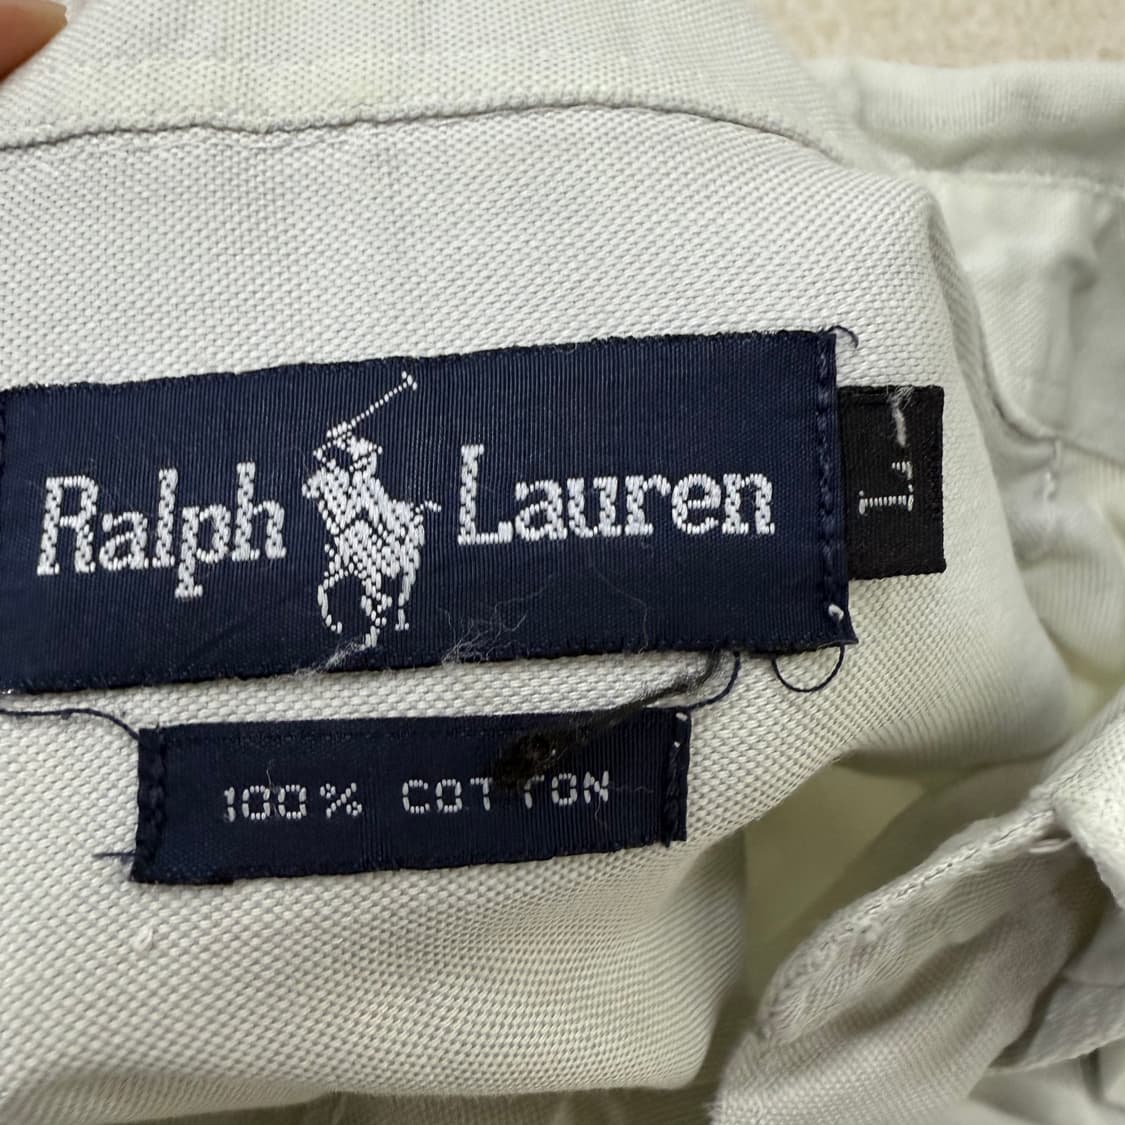 Ralph Lauren
L
100% COTTON